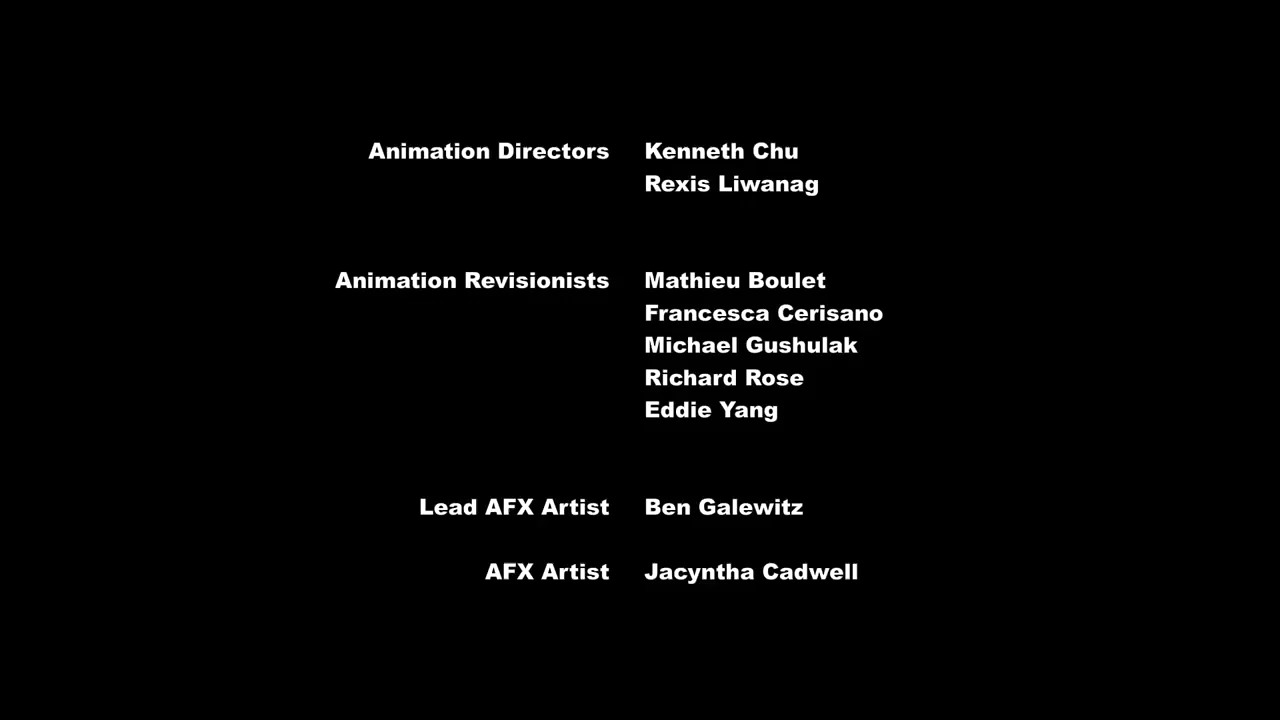 Animation Directors Kenneth Chu
Rexis Liwanag
Animation Revisionists Mathieu Boulet
Francesca Cerisano
Michael Gushulak
Richard Rose
Eddie Yang
Lead AFX Artist Ben Galewitz
AFX Artist Jacyntha Cadwell